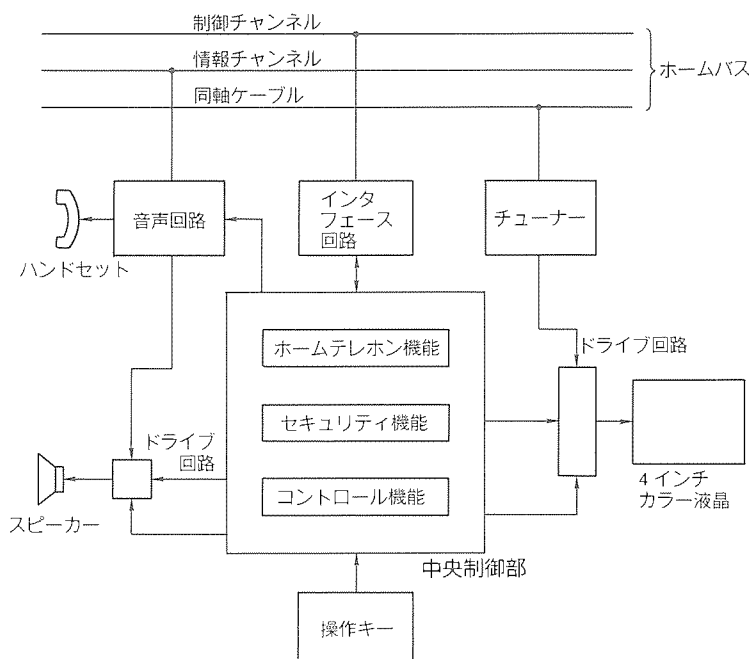 制御チャンネル
情報チャンネル
同軸ケーブル
ホームバス
音声回路
インタ
フェース
回路
チューナー
ハンドセット
ホームテレホン機能
セキュリティ機能
コントロール機能
ドライブ回路
ドライブ
回路
スピーカー
4インチ
カラー液晶
中央制御部
操作キー